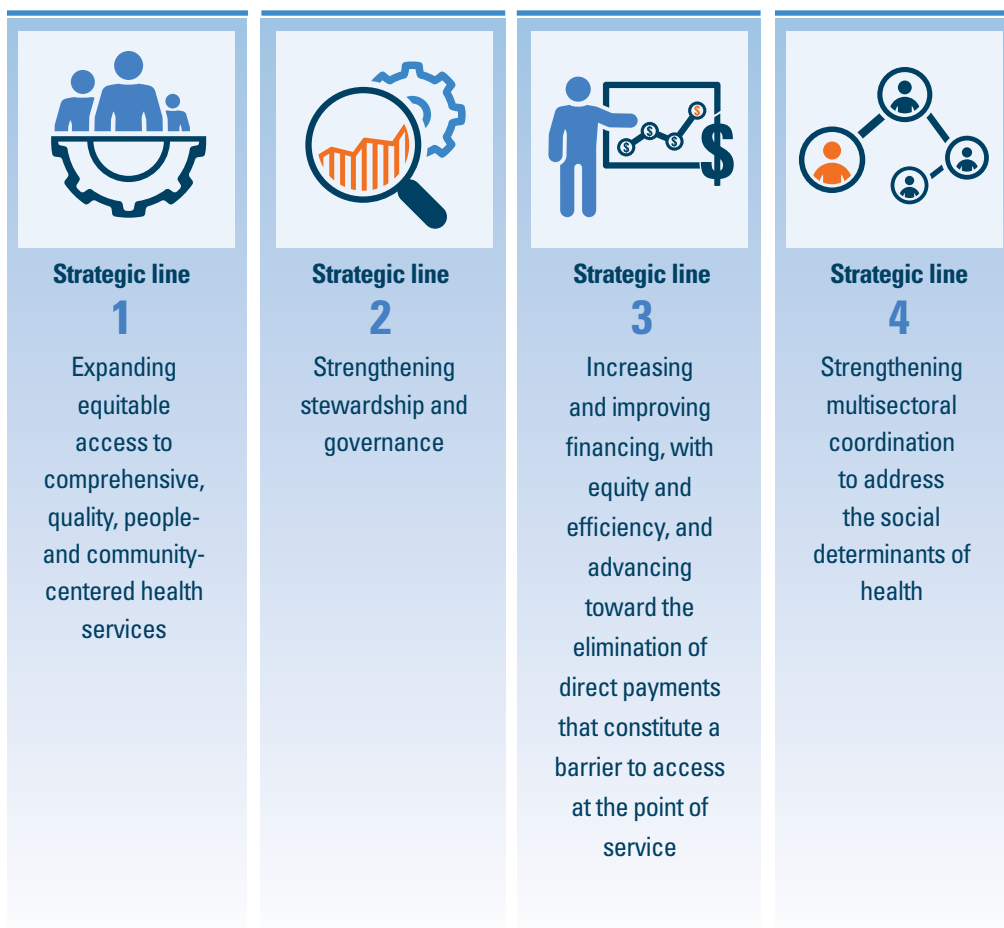 Strategic line
1
Expanding
equitable
access to
comprehensive,
quality, people-
and community-
centered health
services
Strategic line
2
Strengthening
stewardship and
governance
$
$
$
$
$
Strategic line
3
Increasing
and improving
financing, with
equity and
efficiency, and
advancing
toward the
elimination of
direct payments
that constitute a
barrier to access
at the point of
service
Strategic line
4
Strengthening
multisectoral
coordination
to address
the social
determinants of
health